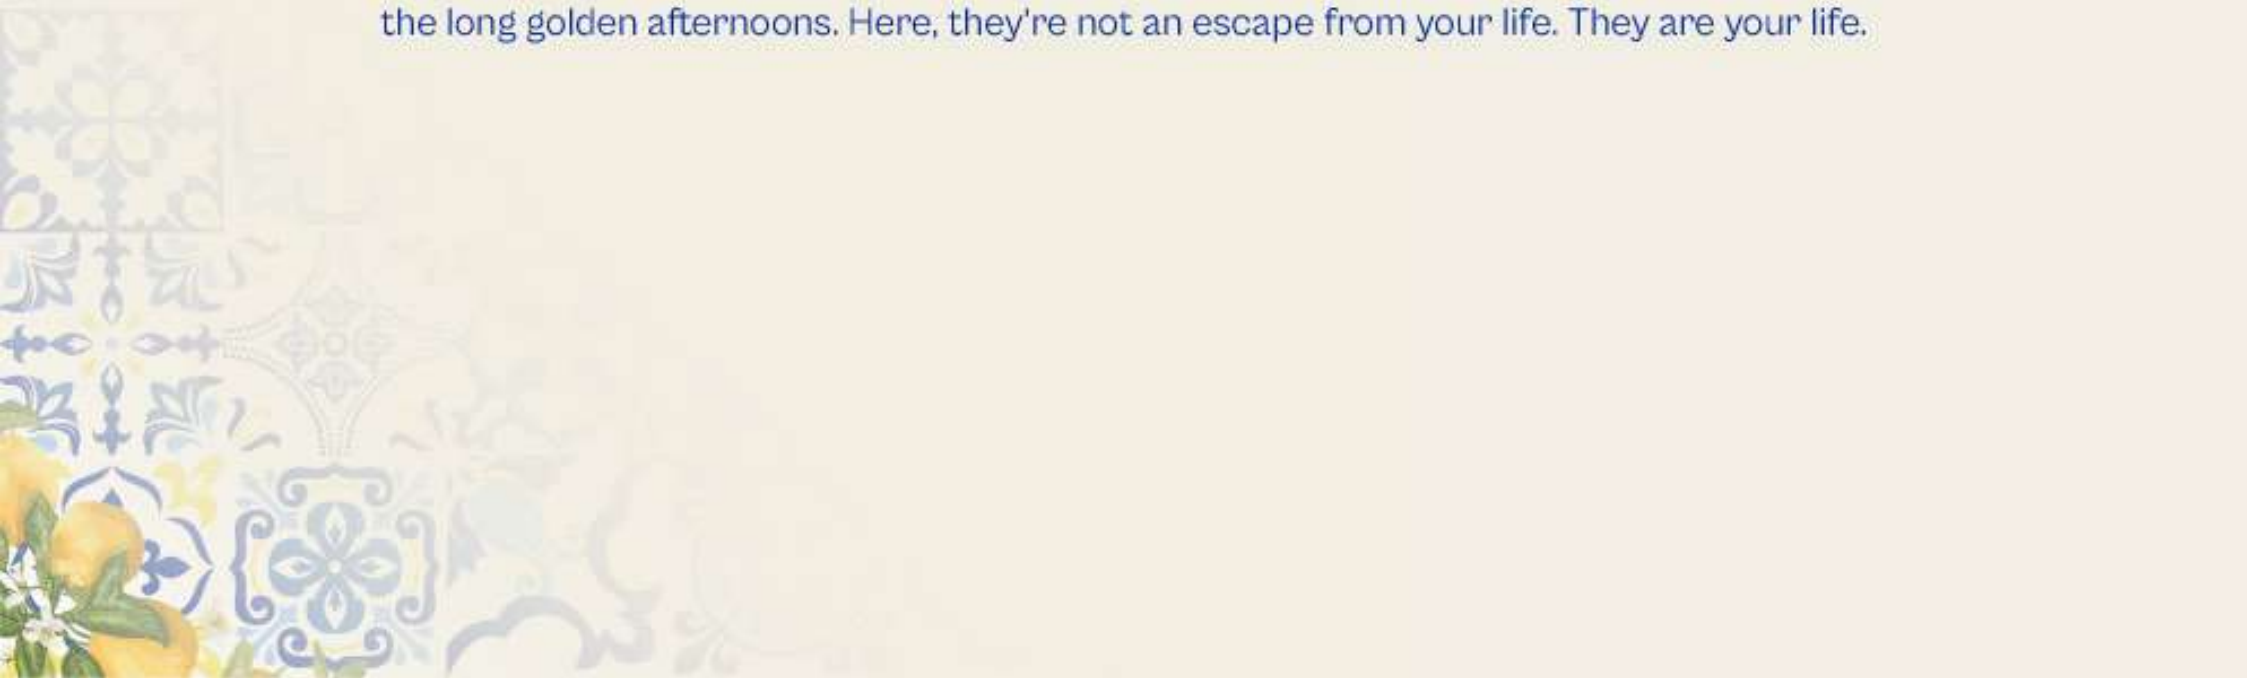 the long golden afternoons. Here, they're not an escape from your life. They are your life.